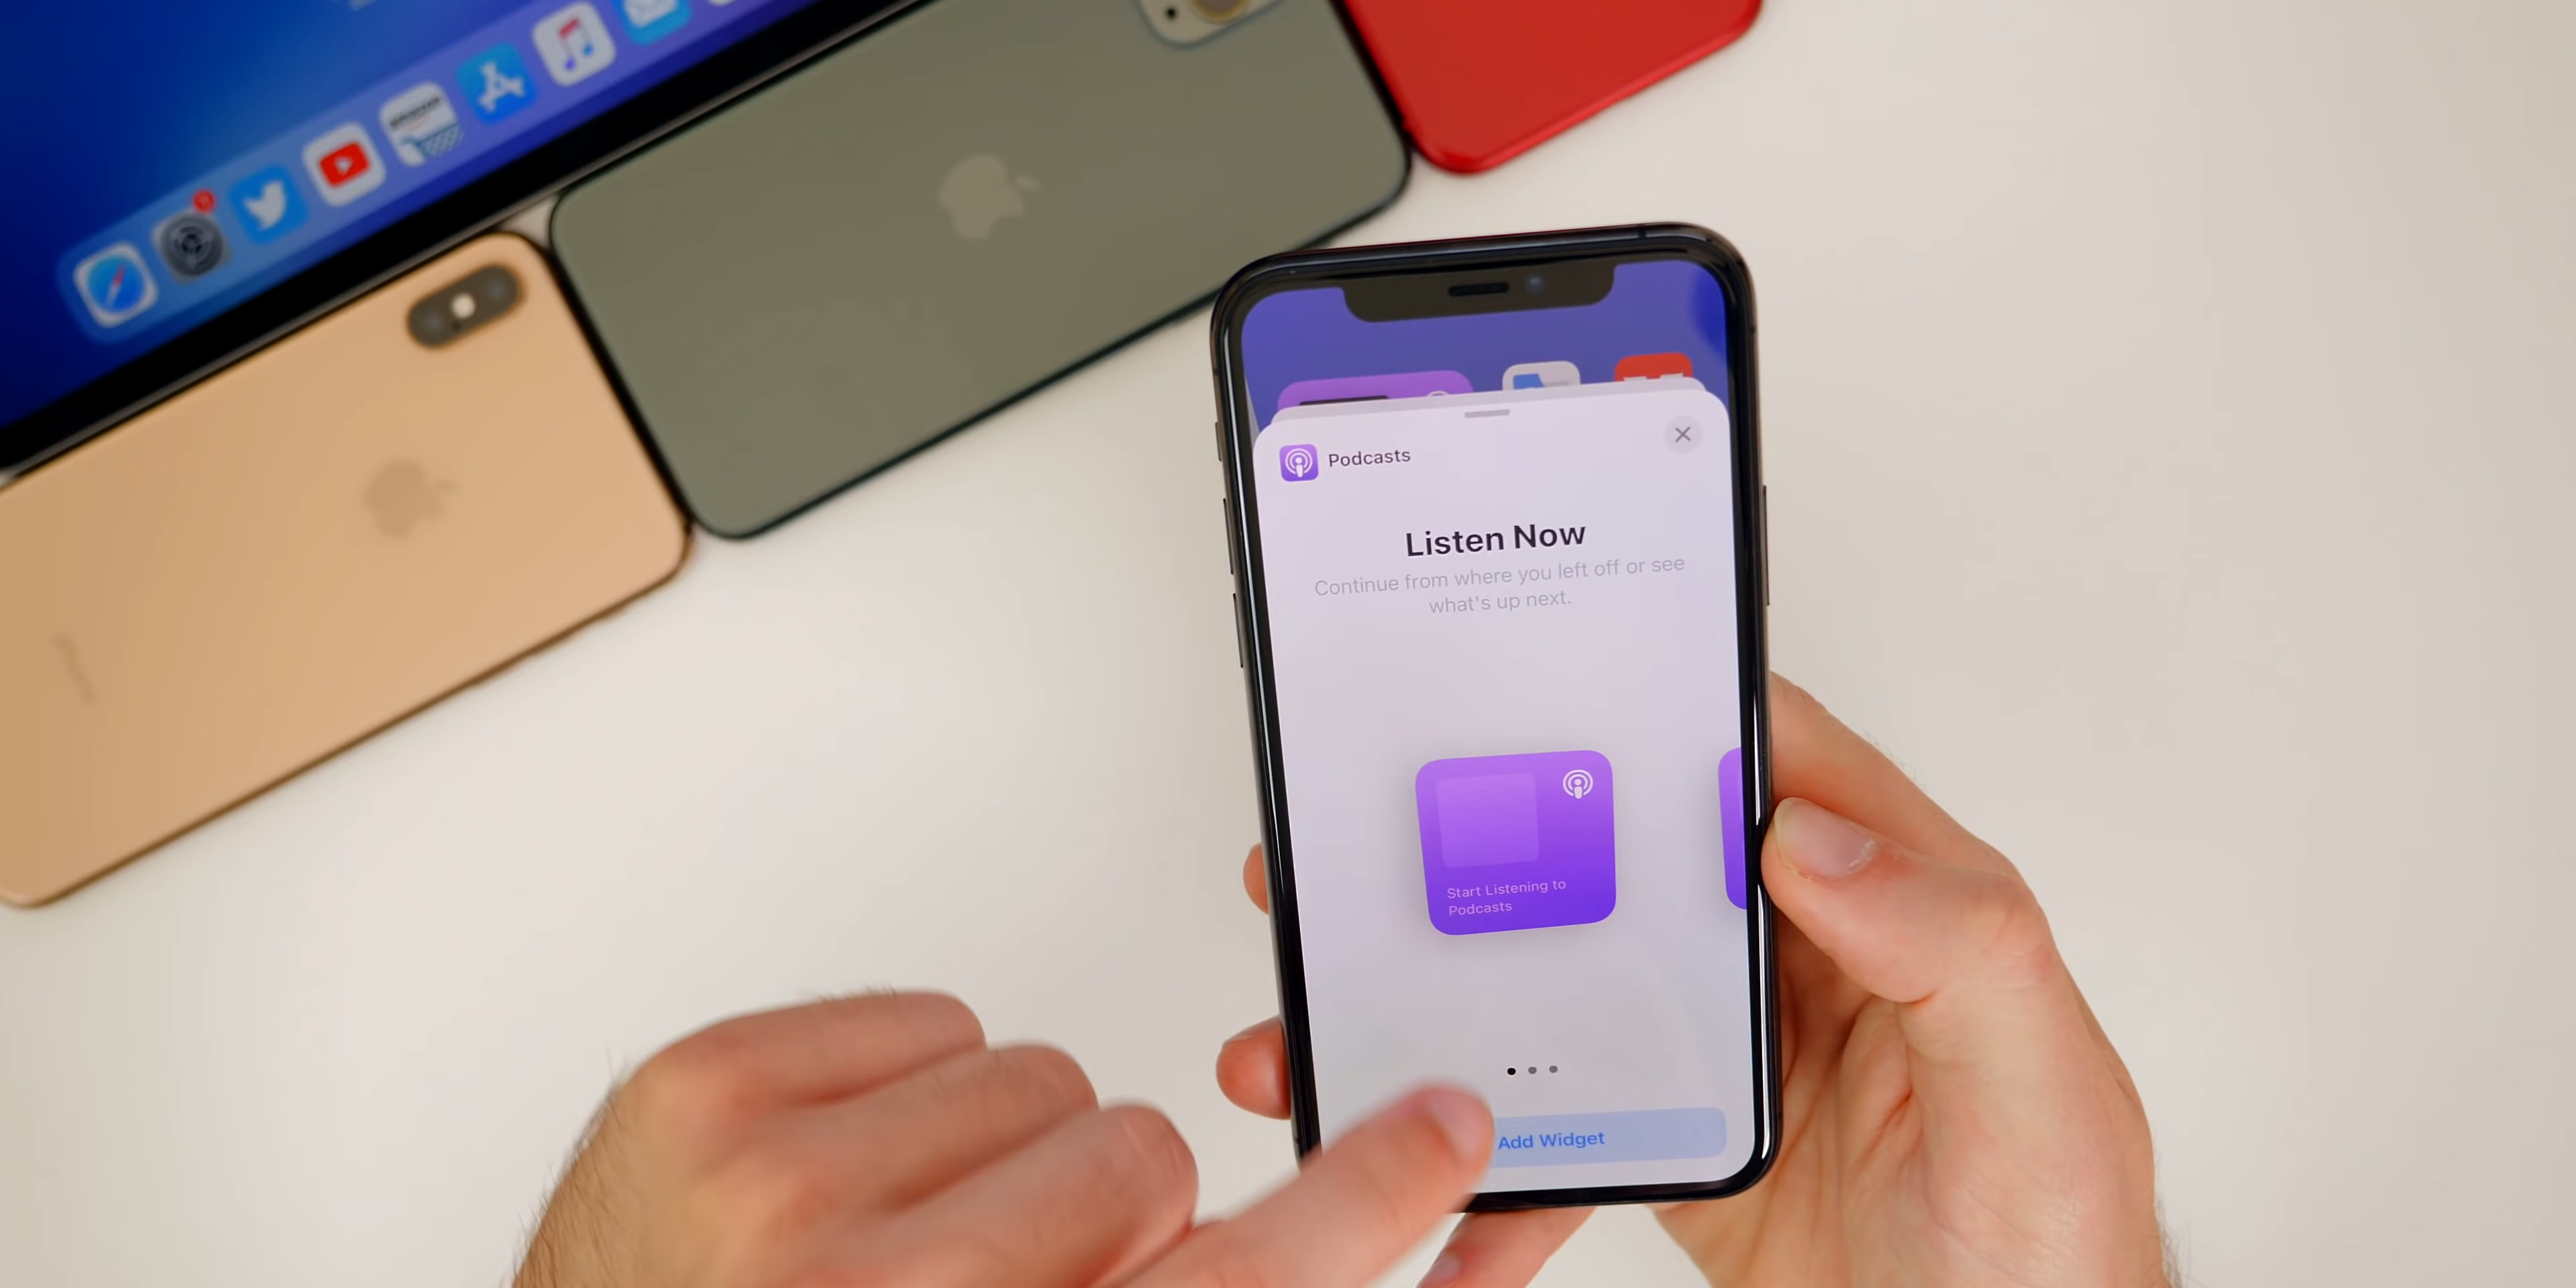 Podcasts
Listen Now
Continue from where you left off or see
what's up next.
Start Listening to
Podcasts
Add Widget